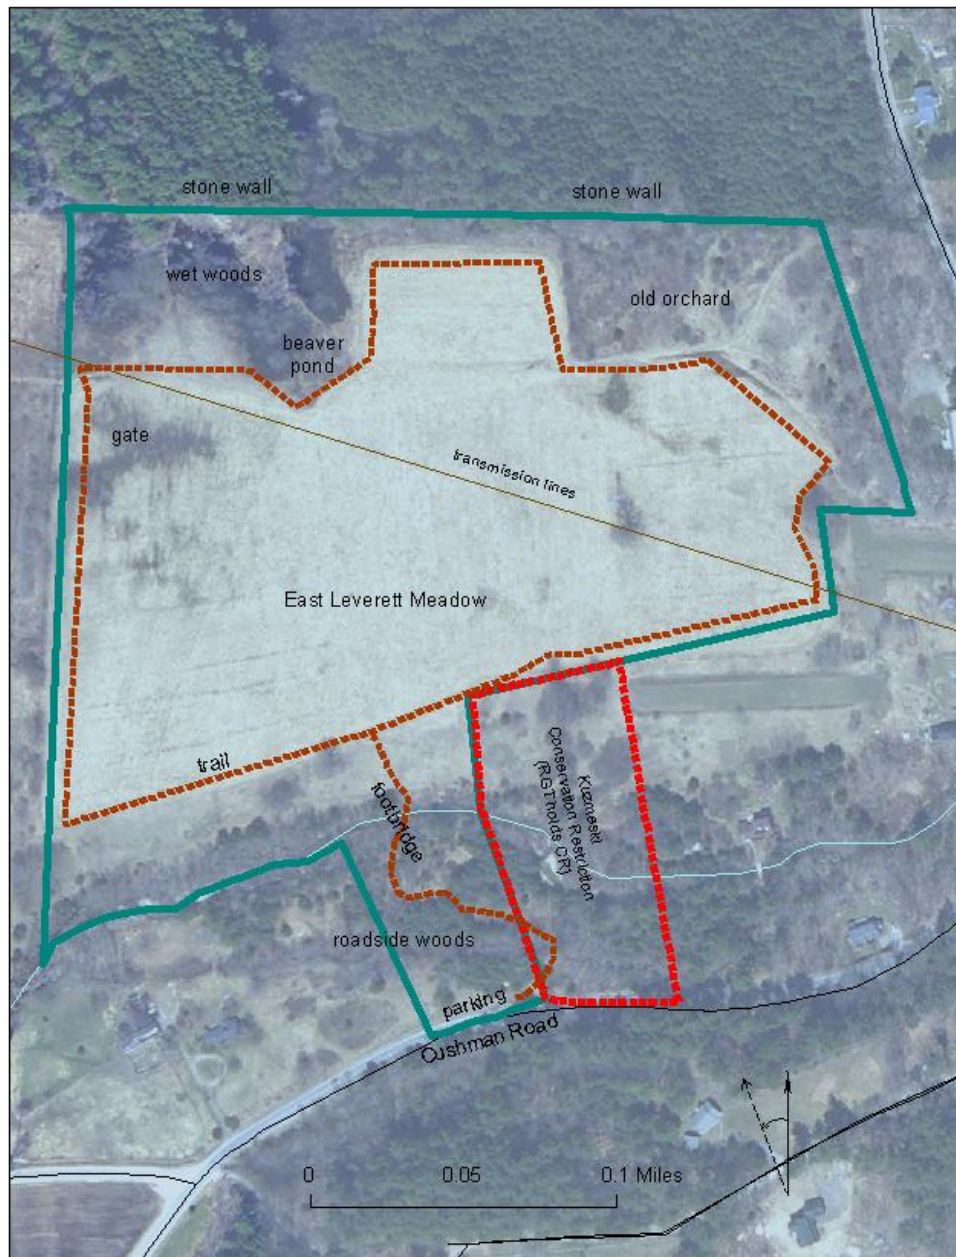 stone wall
stone wall
wet woods
old orchard
beaver
pond
gate
transmission lines
East Leverett Meadow
trail
footbridge
Kuzmeski
Conservation Restriction
(RGT holds CR)
roadside woods
parking
Cushman Road
0 0.05 0.1 Miles